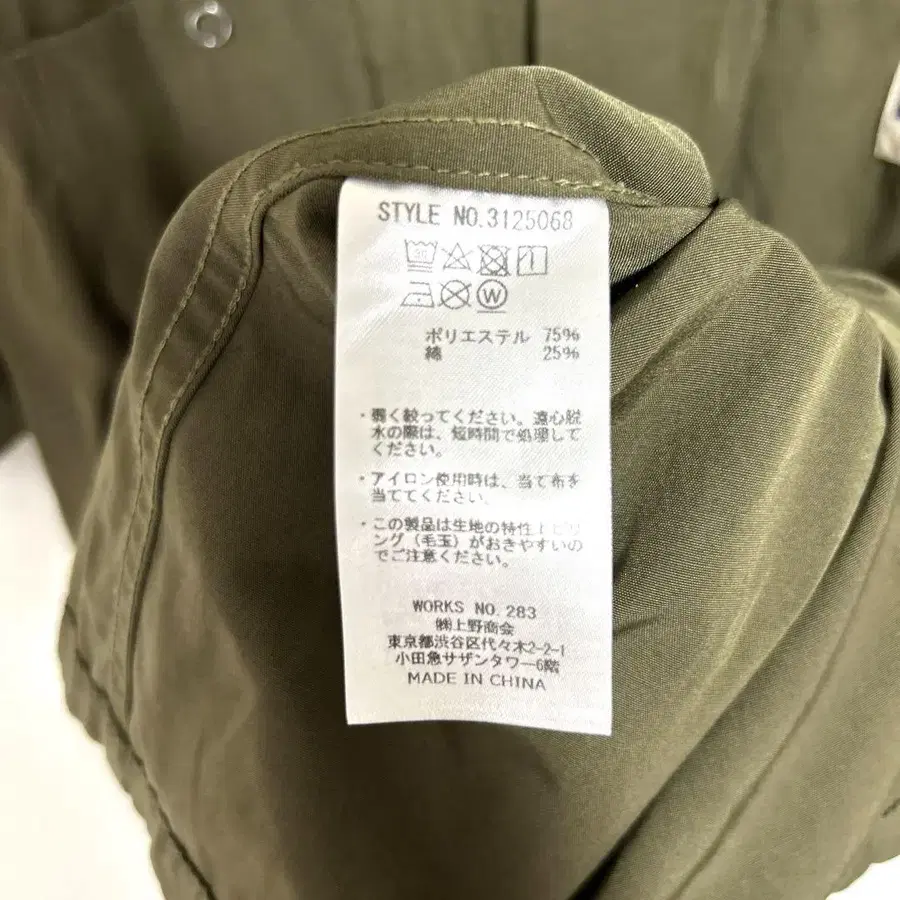 STYLE NO.3125068
30
W
ポリエステル 75%
綿 25%
・弱く絞ってください。遠心脱
水の際は、短時間で処理して
ください。
・アイロン使用時は、当て布を
当ててください。
・この製品は生地の特性上ピリ
ング（毛玉）がおきやすいの
でご注意ください。
WORKS NO.283
㈱上野商会
東京都渋谷区代々木2-2-1
小田急サザンタワー6階
MADE IN CHINA